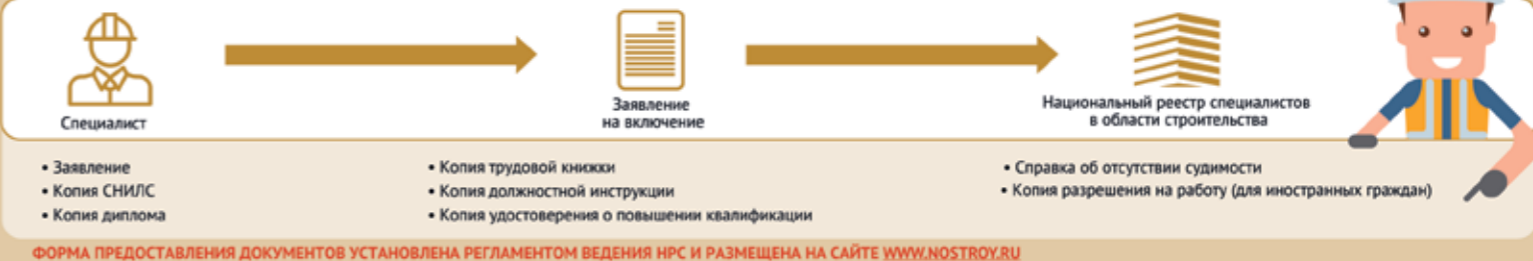 Специалист
Заявление
на включение
Национальный реестр специалистов
в области строительства
• Заявление
• Копия СНИЛС
• Копия диплома
• Копия трудовой книжки
• Копия должностной инструкции
• Копия удостоверения о повышении квалификации
• Справка об отсутствии судимости
• Копия разрешения на работу (для иностранных граждан)
ФОРМА ПРЕДОСТАВЛЕНИЯ ДОКУМЕНТОВ УСТАНОВЛЕНА РЕГЛАМЕНТОМ ВЕДЕНИЯ НРС И РАЗМЕЩЕНА НА САЙТЕ WWW.NOSTROY.RU